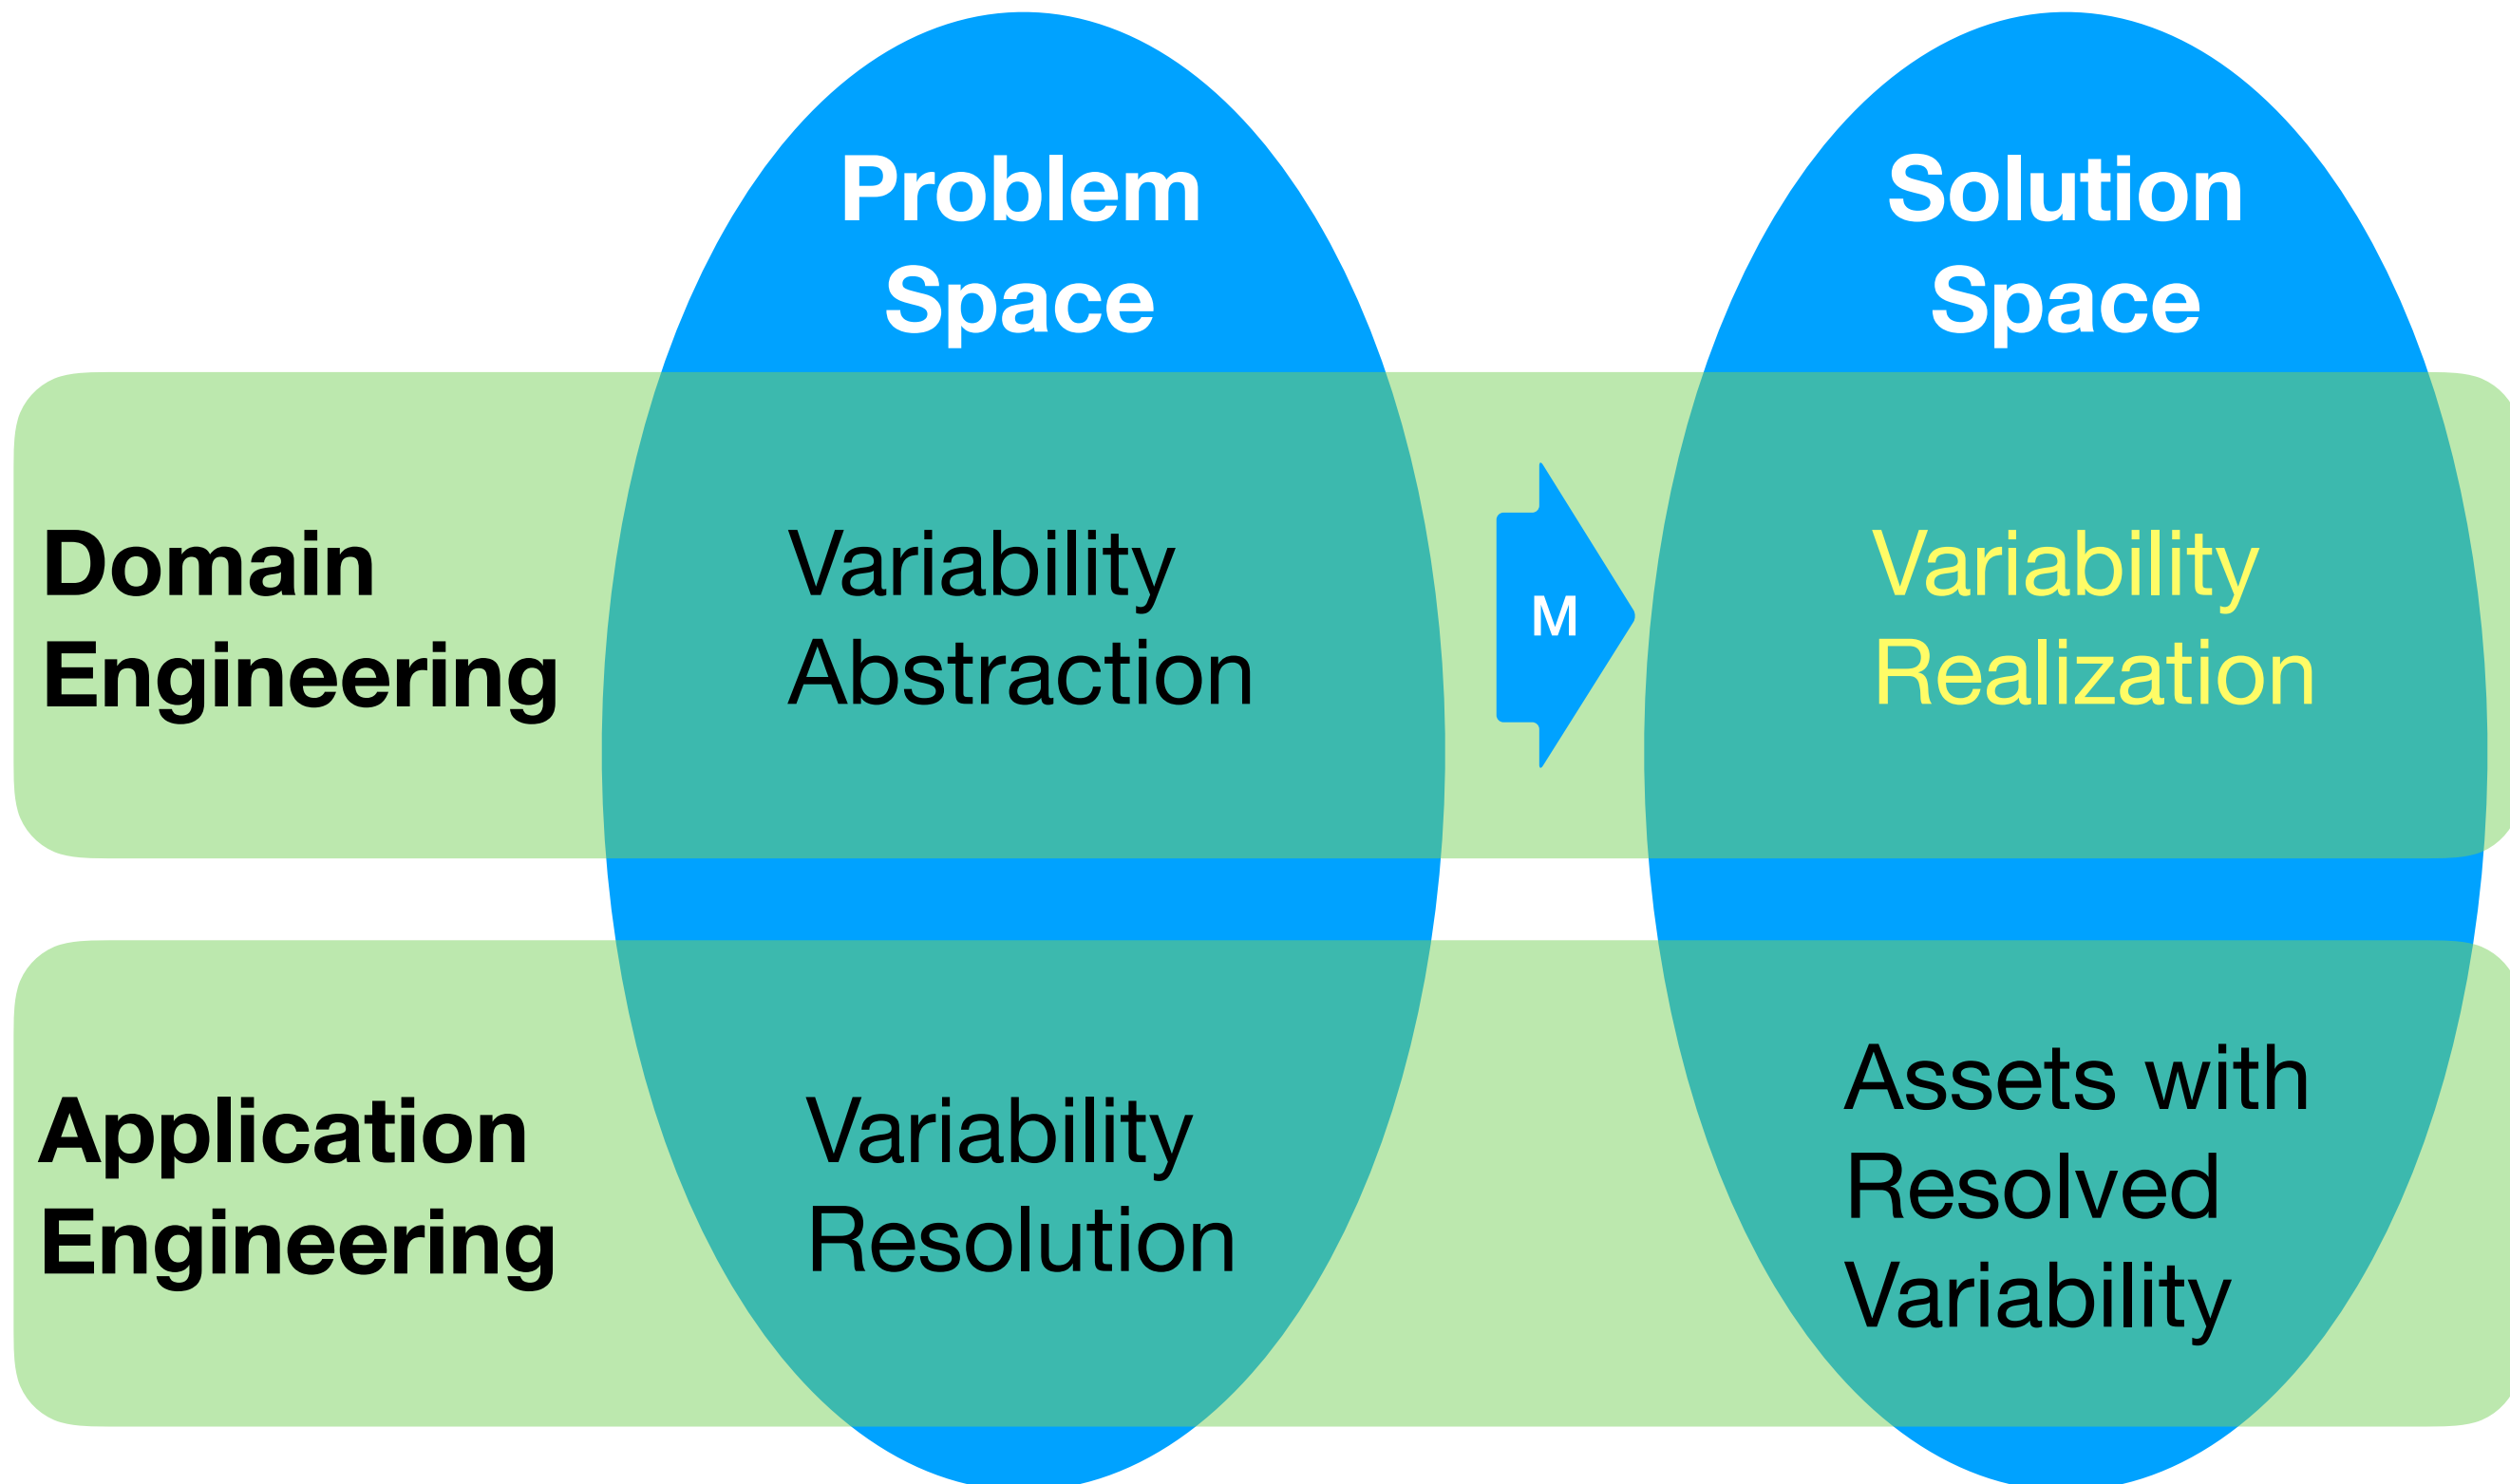 Problem
Space
Solution
Space
Domain
Engineering
Variability
Abstraction
M
Variability
Realization
Application
Engineering
Variability
Resolution
Assets with
Resolved
Variability